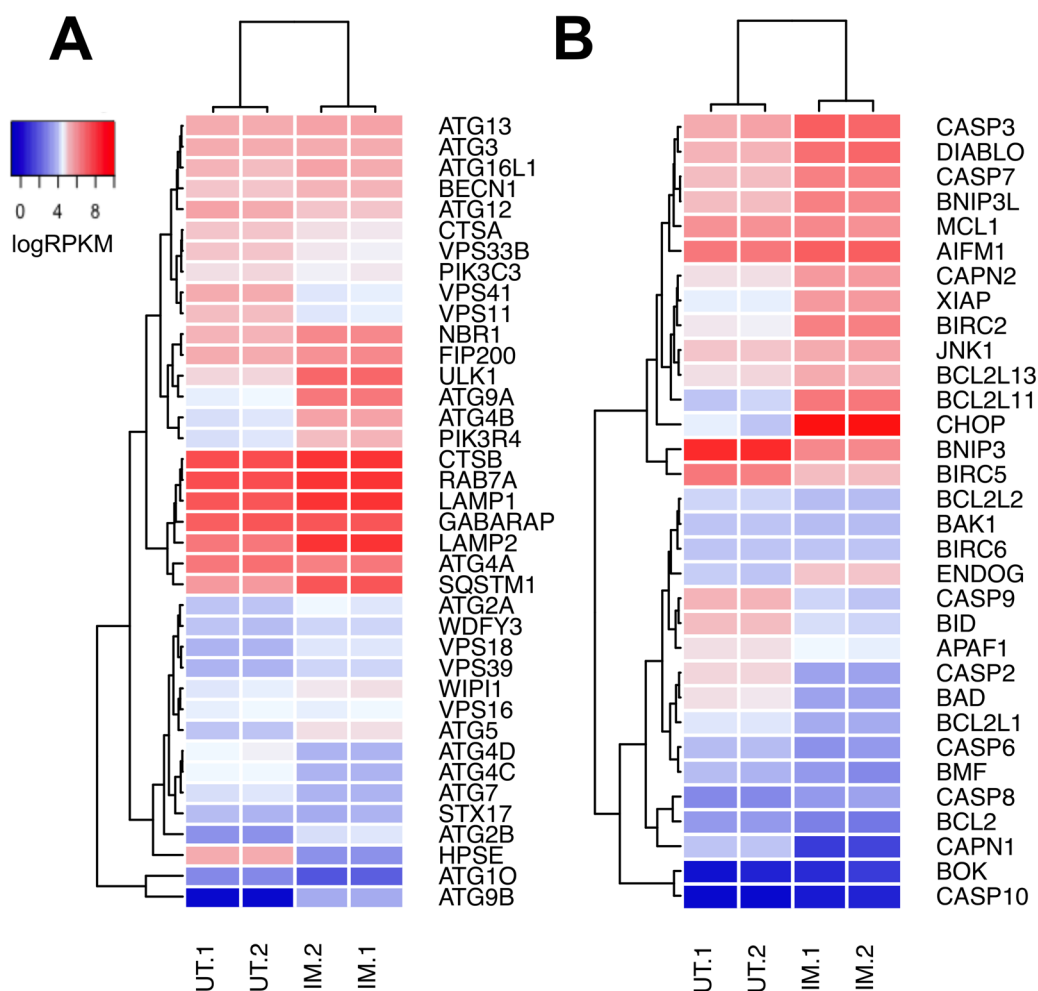 A
B
0 4 8
logRPKM
ATG13
ATG3
ATG16L1
BECN1
ATG12
CTSA
VPS33B
PIK3C3
VPS41
VPS11
NBR1
FIP200
ULK1
ATG9A
ATG4B
PIK3R4
CTSB
RAB7A
LAMP1
GABARAP
LAMP2
ATG4A
SQSTM1
ATG2A
WDFY3
VPS18
VPS39
WIPI1
VPS16
ATG5
ATG4D
ATG4C
ATG7
STX17
ATG2B
HPSE
ATG1O
ATG9B
UT.1 UT.2 IM.2 IM.1
CASP3
DIABLO
CASP7
BNIP3L
MCL1
AIFM1
CAPN2
XIAP
BIRC2
JNK1
BCL2L13
BCL2L11
CHOP
BNIP3
BIRC5
BCL2L2
BAK1
BIRC6
ENDOG
CASP9
BID
APAF1
CASP2
BAD
BCL2L1
CASP6
BMF
CASP8
BCL2
CAPN1
BOK
CASP10
UT.1 UT.2 IM.1 IM.2